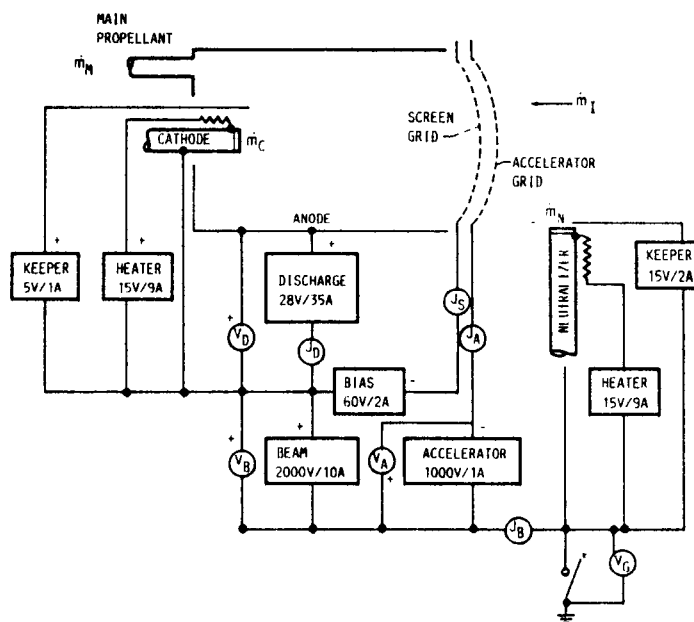 MAIN
PROPELLANT
ṁM
SCREEN
GRID
ṁI
CATHODE
ṁC
ACCELERATOR
GRID
ṁN
ANODE
+
KEEPER
5V/1A
+
HEATER
15V/9A
+
DISCHARGE
28V/35A
NEUTRALIZER
+
KEEPER
15V/2A
JS
JA
+
VD
JD
BIAS
60V/2A
-
HEATER
15V/9A
+
VB
+
BEAM
2000V/10A
VA
+
-
ACCELERATOR
1000V/1A
JB
VG